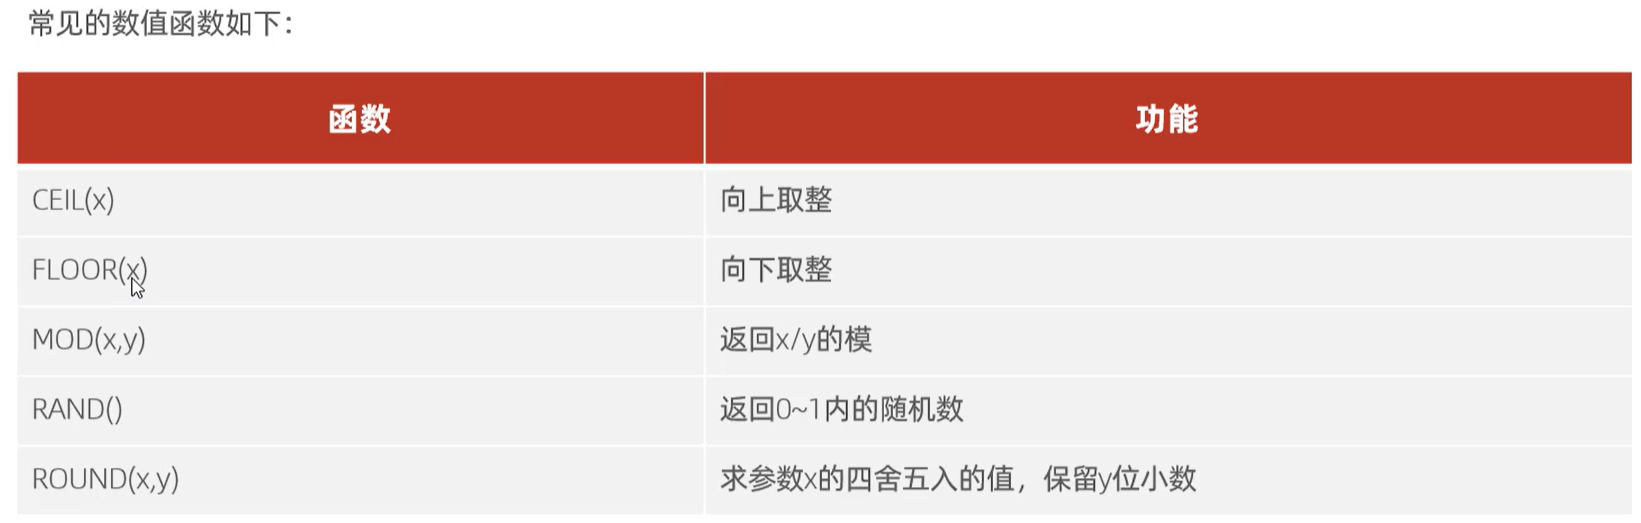 常见的数值函数如下：
函数 功能
CEIL(x) 向上取整
FLOOR(x) 向下取整
MOD(x,y) 返回x/y的模
RAND() 返回0~1内的随机数
ROUND(x,y) 求参数x的四舍五入的值，保留y位小数